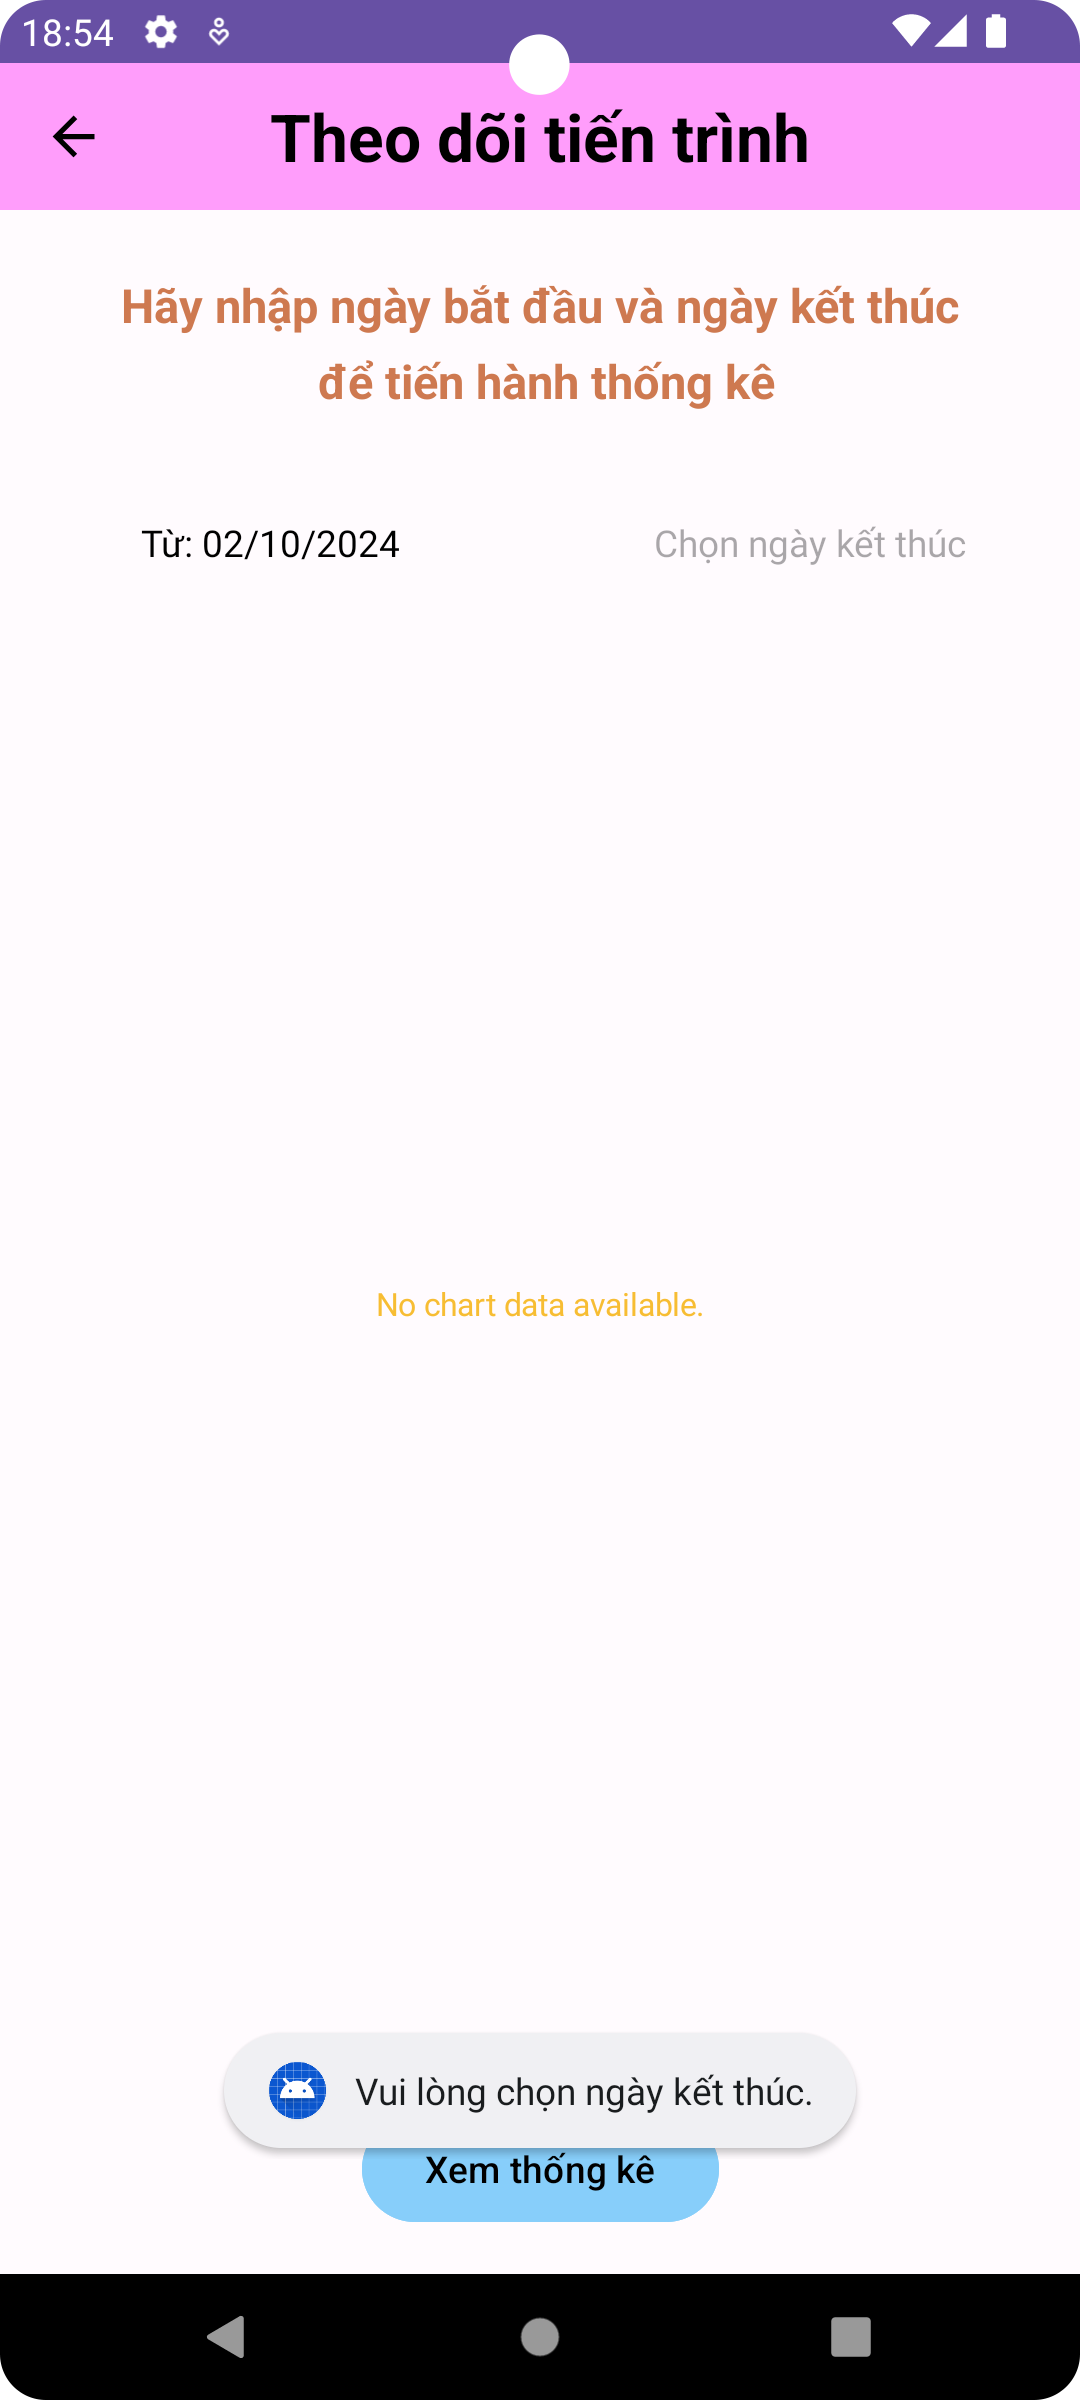 18:54
Theo dõi tiến trình
Hãy nhập ngày bắt đầu và ngày kết thúc
để tiến hành thống kê
Từ: 02/10/2024
Chọn ngày kết thúc
No chart data available.
Vui lòng chọn ngày kết thúc.
Xem thống kê